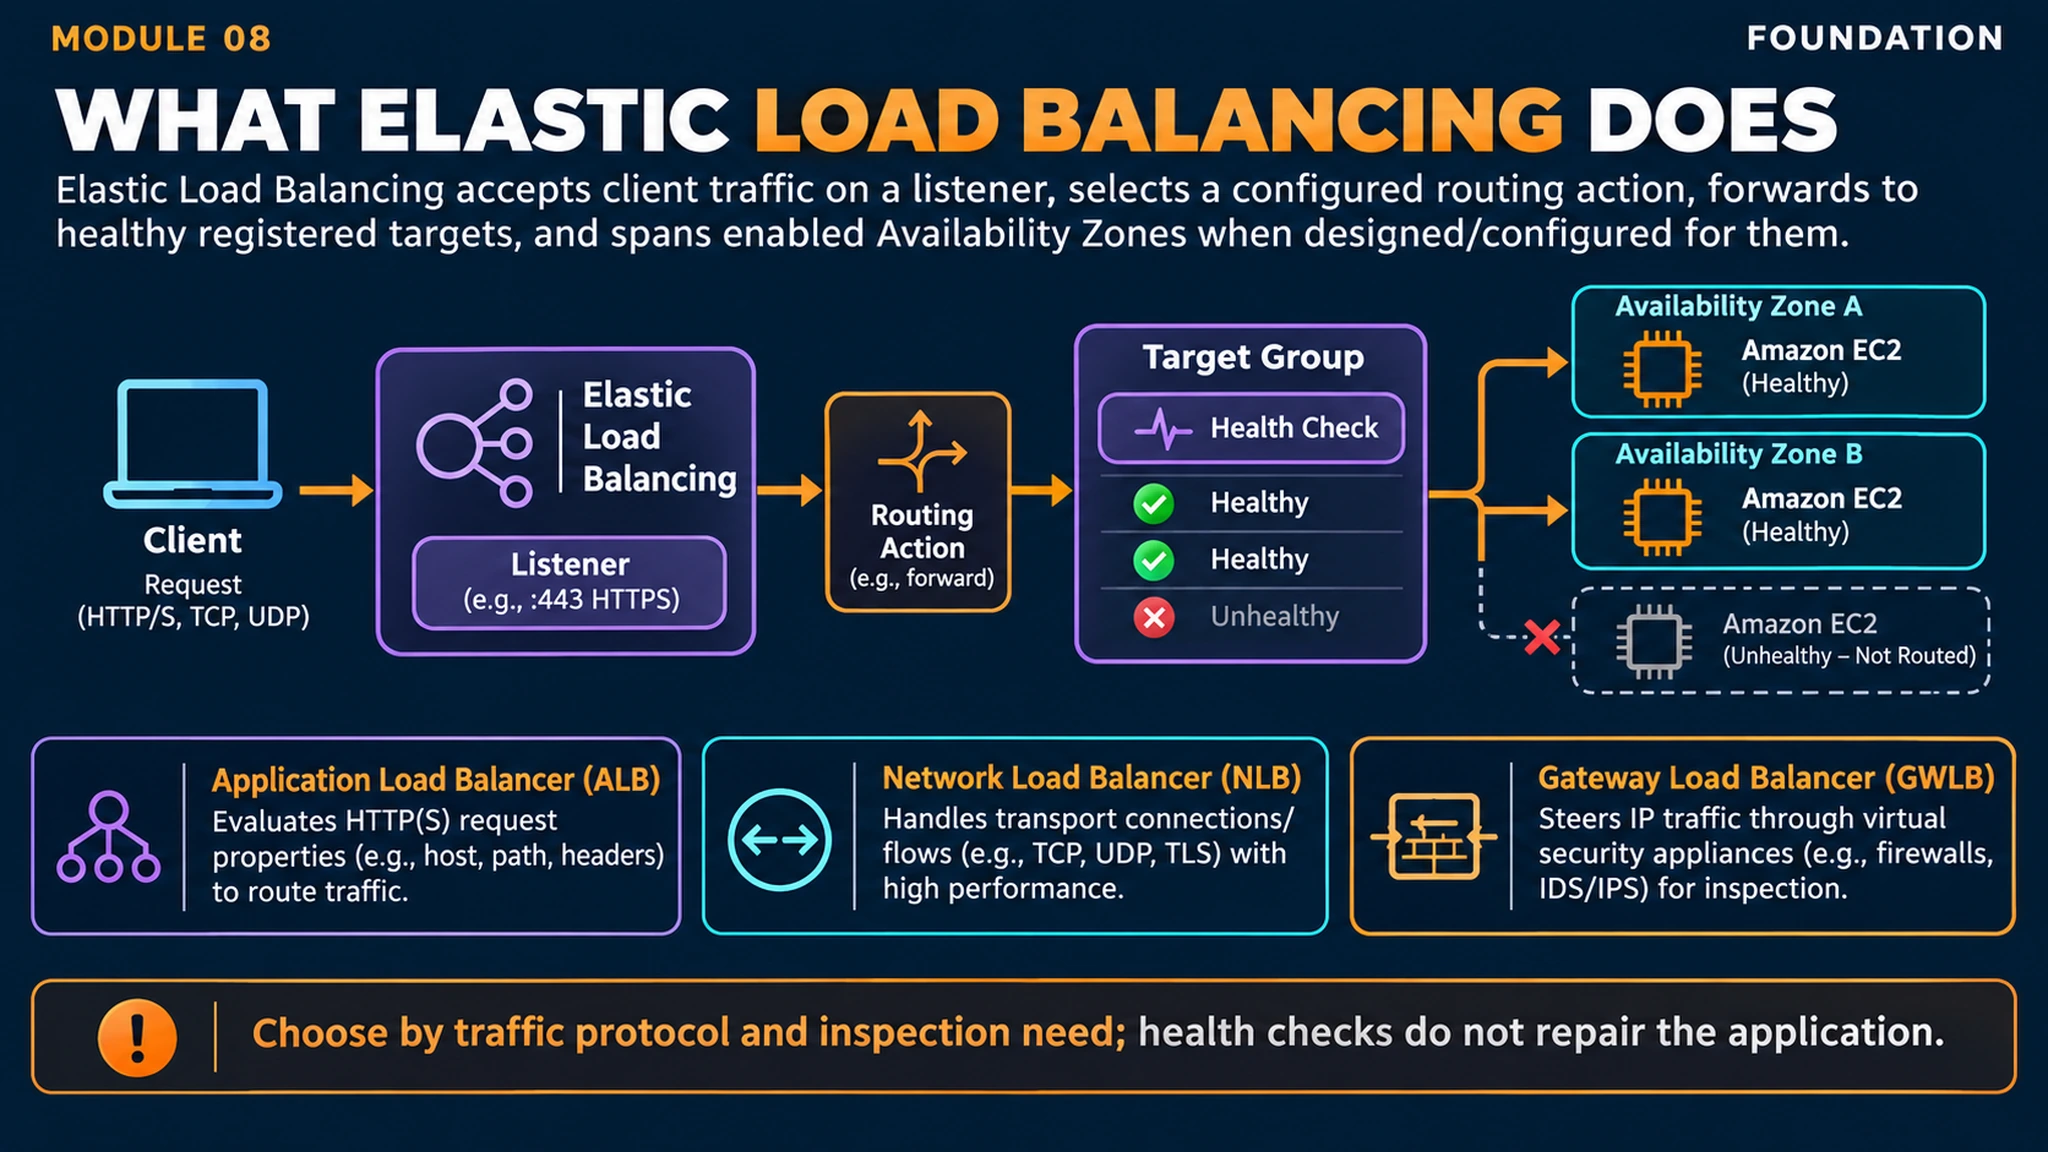 MODULE 08
FOUNDATION
WHAT ELASTIC LOAD BALANCING DOES
Elastic Load Balancing accepts client traffic on a listener, selects a configured routing action, forwards to
healthy registered targets, and spans enabled Availability Zones when designed/configured for them.
Client
Request
(HTTP/S, TCP, UDP)
Elastic
Load
Balancing
Listener
(e.g., :443 HTTPS)
Routing
Action
(e.g., forward)
Target Group
Health Check
Healthy
Healthy
Unhealthy
Availability Zone A
Amazon EC2
(Healthy)
Availability Zone B
Amazon EC2
(Healthy)
Amazon EC2
(Unhealthy – Not Routed)
Application Load Balancer (ALB)
Evaluates HTTP(S) request
properties (e.g., host, path, headers)
to route traffic.
Network Load Balancer (NLB)
Handles transport connections/
flows (e.g., TCP, UDP, TLS) with
high performance.
Gateway Load Balancer (GWLB)
Steers IP traffic through virtual
security appliances (e.g., firewalls,
IDS/IPS) for inspection.
Choose by traffic protocol and inspection need; health checks do not repair the application.